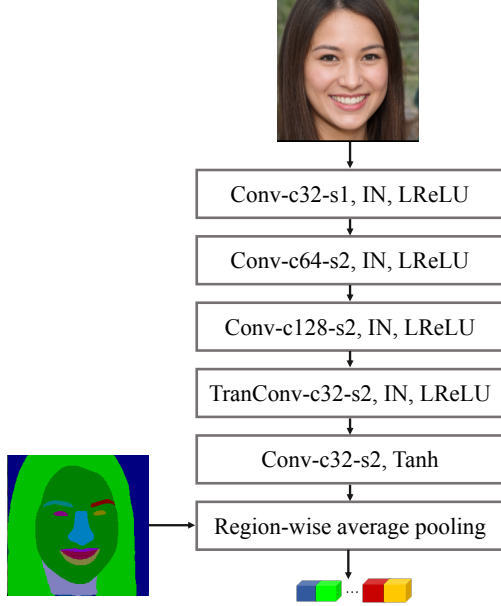 Conv-c32-s1, IN, LReLU
Conv-c64-s2, IN, LReLU
Conv-c128-s2, IN, LReLU
TranConv-c32-s2, IN, LReLU
Conv-c32-s2, Tanh
Region-wise average pooling
...